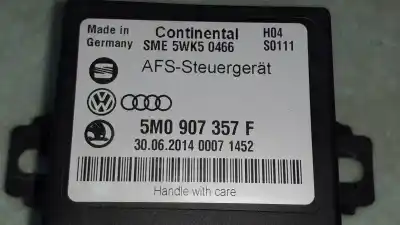 Made in Germany
Continental
H04
SME 5WK5 0466
S0111
AFS-Steuergerät
5M0 907 357 F
30.06.2014 0007 1452
Handle with care